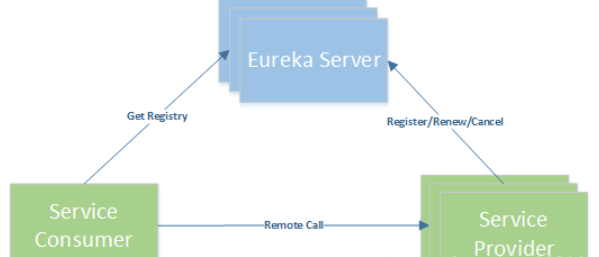 Eureka Server
Get Registry
Register/Renew/Cancel
Service
Consumer
Remote Call
Service
Provider